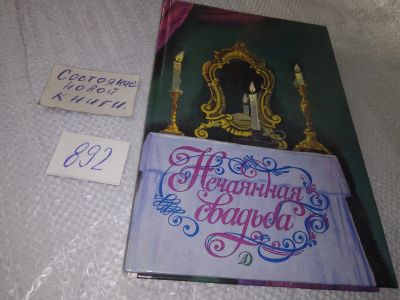 Состояние
новой
книги.
892
Нечаянная
свадьба
Д